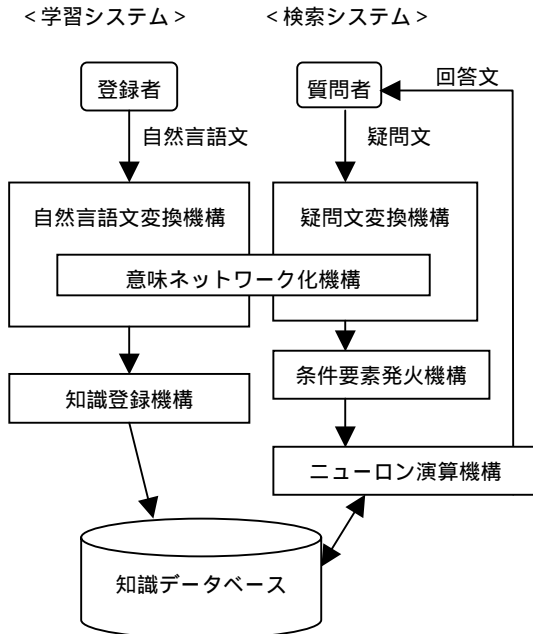 <学習システム>
<検索システム>
登録者
質問者
回答文
自然言語文
疑問文
自然言語文変換機構
疑問文変換機構
意味ネットワーク化機構
知識登録機構
条件要素発火機構
ニューロン演算機構
知識データベース